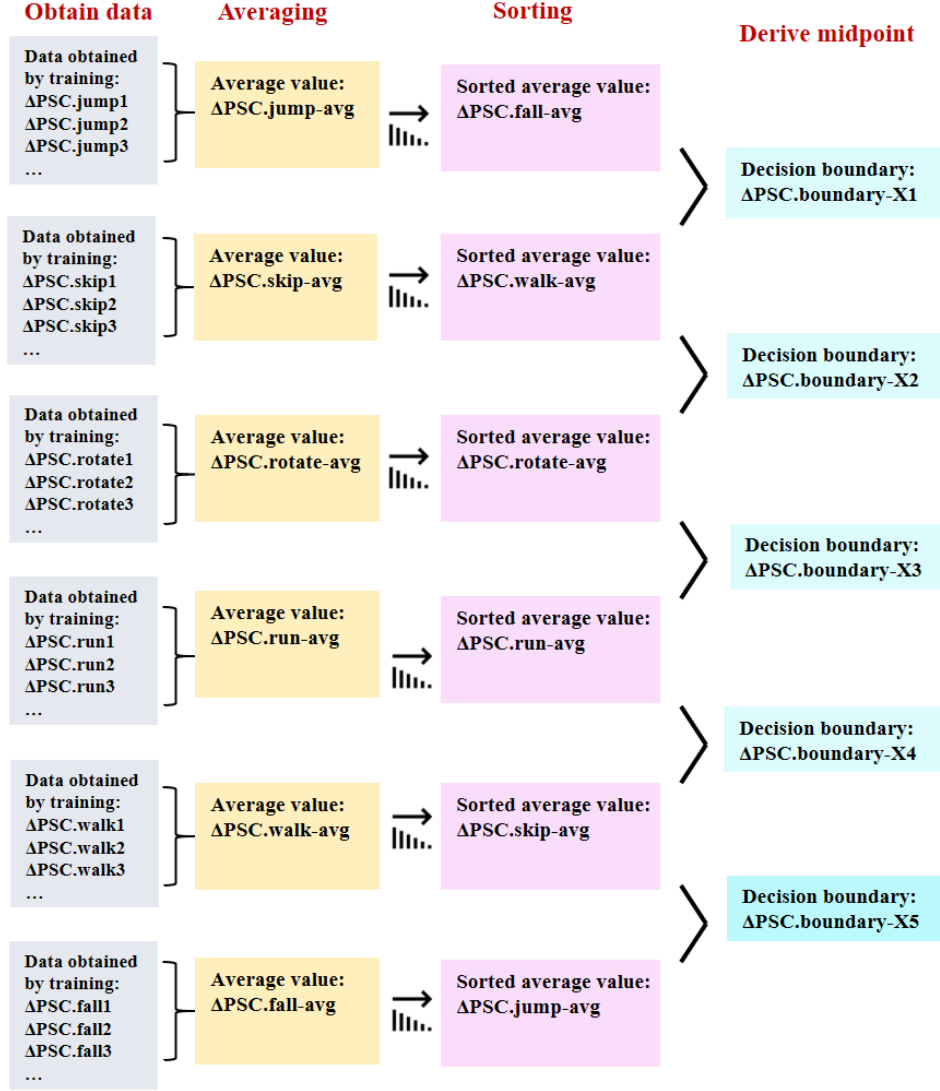 Obtain data
Averaging
Sorting
Derive midpoint
Data obtained
by training:
ΔPSC.jump1
ΔPSC.jump2
ΔPSC.jump3
…
Average value:
ΔPSC.jump-avg
Sorted average value:
ΔPSC.fall-avg
Decision boundary:
ΔPSC.boundary-X1
Data obtained
by training:
ΔPSC.skip1
ΔPSC.skip2
ΔPSC.skip3
…
Average value:
ΔPSC.skip-avg
Sorted average value:
ΔPSC.walk-avg
Decision boundary:
ΔPSC.boundary-X2
Data obtained
by training:
ΔPSC.rotate1
ΔPSC.rotate2
ΔPSC.rotate3
…
Average value:
ΔPSC.rotate-avg
Sorted average value:
ΔPSC.rotate-avg
Decision boundary:
ΔPSC.boundary-X3
Data obtained
by training:
ΔPSC.run1
ΔPSC.run2
ΔPSC.run3
…
Average value:
ΔPSC.run-avg
Sorted average value:
ΔPSC.run-avg
Decision boundary:
ΔPSC.boundary-X4
Data obtained
by training:
ΔPSC.walk1
ΔPSC.walk2
ΔPSC.walk3
…
Average value:
ΔPSC.walk-avg
Sorted average value:
ΔPSC.skip-avg
Decision boundary:
ΔPSC.boundary-X5
Data obtained
by training:
ΔPSC.fall1
ΔPSC.fall2
ΔPSC.fall3
…
Average value:
ΔPSC.fall-avg
Sorted average value:
ΔPSC.jump-avg